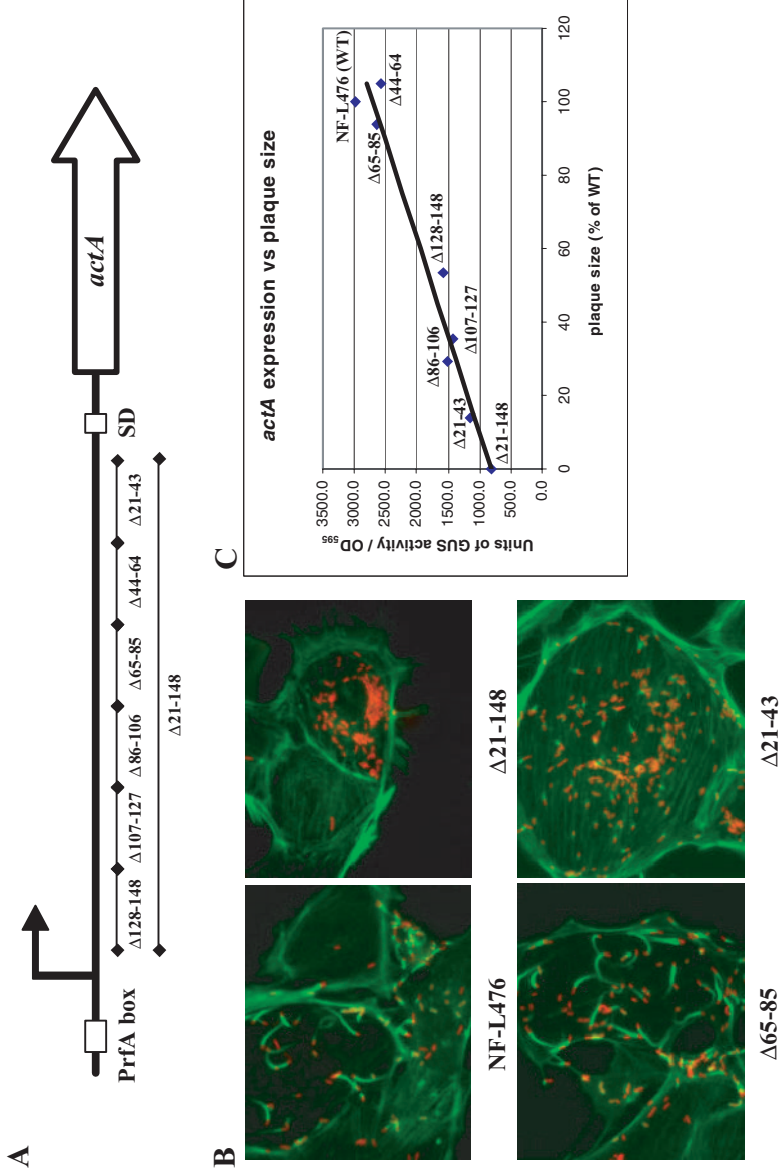 A
PrfA box
SD
actA
Δ128-148
Δ107-127
Δ86-106
Δ65-85
Δ44-64
Δ21-43
Δ21-148
B
NF-L476
Δ21-148
Δ65-85
Δ21-43
C
actA expression vs plaque size
Units of GUS activity / OD595
3500.0
3000.0
2500.0
2000.0
1500.0
1000.0
500.0
0.0
NF-L476 (WT)
Δ65-85
Δ44-64
Δ128-148
Δ86-106
Δ107-127
Δ21-43
Δ21-148
0
20
40
60
80
100
120
plaque size (% of WT)